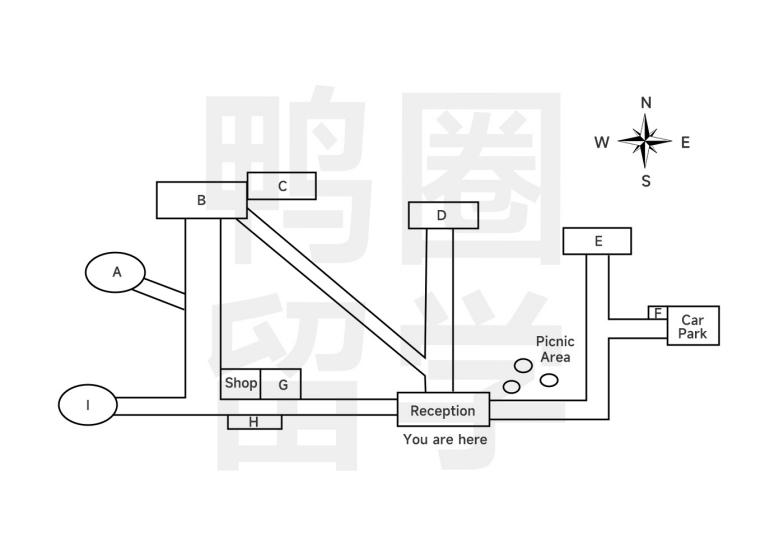 鸭圈
留学
N
W E
S
C
B
D
A
E
F
Car
Park
Picnic
Area
Shop G
I
H
Reception
You are here